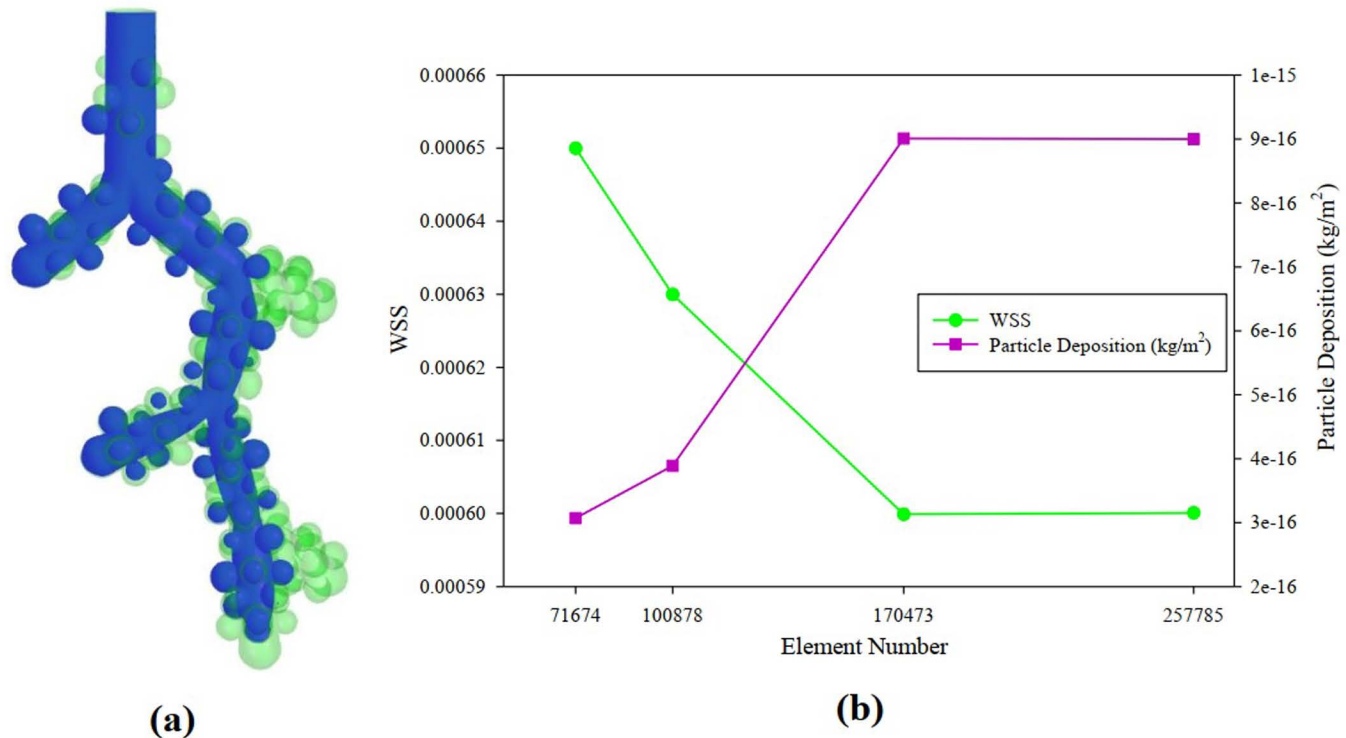 0.00066
0.00065
0.00064
0.00063
0.00062
0.00061
0.00060
0.00059
WSS
1e-15
9e-16
8e-16
7e-16
6e-16
5e-16
4e-16
3e-16
2e-16
Particle Deposition (kg/m²)
WSS
Particle Deposition (kg/m²)
71674 100878 170473 257785
Element Number
(a)
(b)